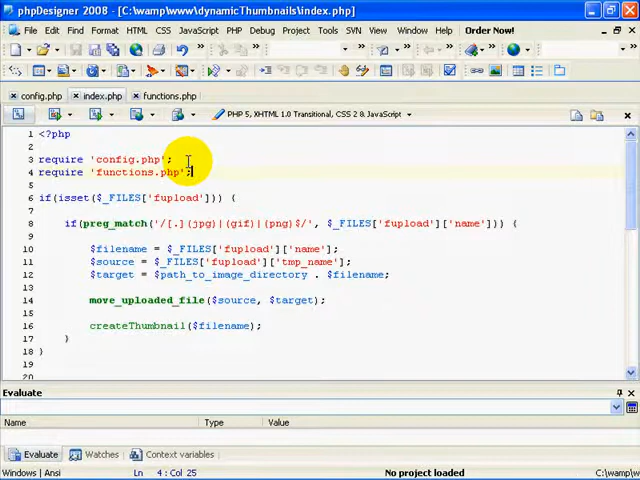 phpDesigner 2008 - [C:\wamp\www\dynamicThumbnails\index.php]
File Edit Format HTML CSS JavaScript PHP Debug Project Tools View SVN Window Help Order Now!
config.php index.php functions.php
PHP 5, XHTML 1.0 Transitional, CSS 2 & JavaScript
1 <?php
2
3 require 'config.php';
4 require 'functions.php';
6 if(isset($_FILES['fupload'])) {
7
8 if(preg_match('/[.](jpg)|(gif)|(png)$/', $_FILES['fupload']['name'])) {
9
10 $filename = $_FILES['fupload']['name'];
11 $source = $_FILES['fupload']['tmp_name'];
12 $target = $path_to_image_directory . $filename;
13
14 move_uploaded_file($source, $target);
15
16 createThumbnail($filename);
17 }
18 }
19
20
Evaluate
Name Type Value
Evaluate Watches Context variables
Windows | Ansi Ln 4 : Col 25 No project loaded C:\wamp\w